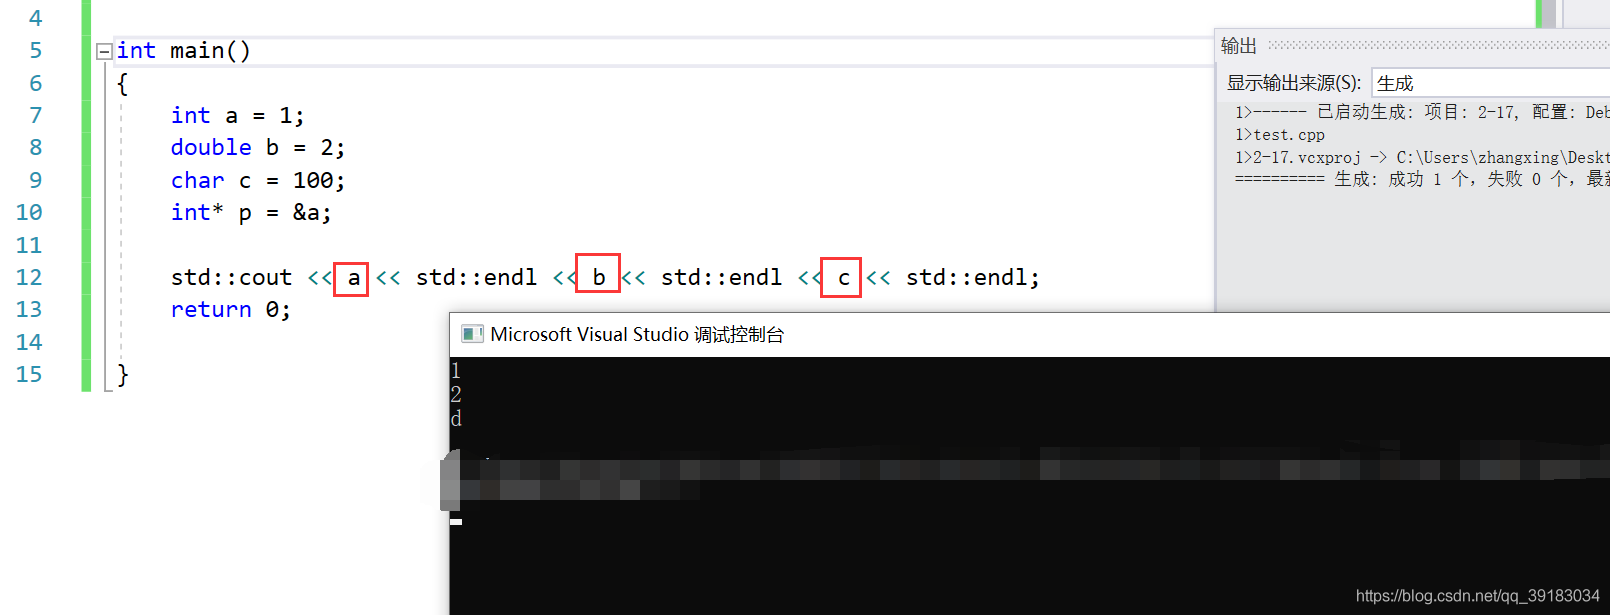 4
5 int main()
6 {
7 int a = 1;
8 double b = 2;
9 char c = 100;
10 int* p = &a;
11
12 std::cout << a << std::endl << b << std::endl << c << std::endl;
13 return 0;
14
15 }
输出
显示输出来源(S): 生成
1>------ 已启动生成: 项目: 2-17, 配置: Deb
1>test.cpp
1>2-17.vcxproj -> C:\Users\zhangxing\Deskt
========== 生成: 成功 1 个，失败 0 个，最新
Microsoft Visual Studio 调试控制台
1
2
d
https://blog.csdn.net/qq_39183034